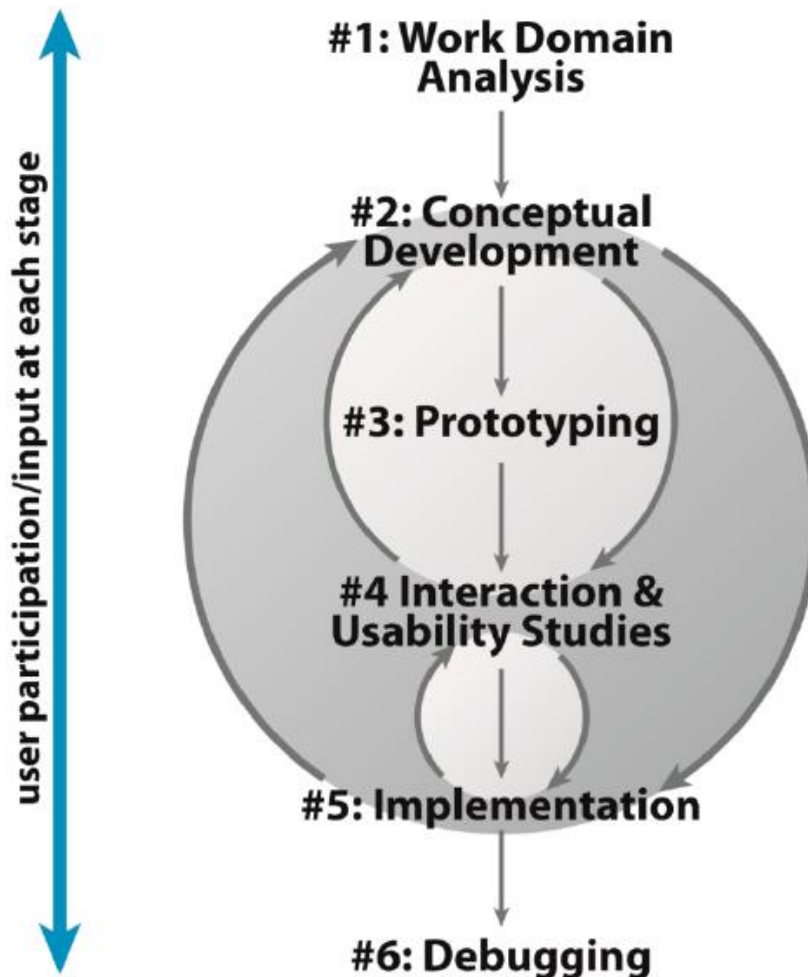 #1: Work Domain
Analysis
#2: Conceptual
Development
#3: Prototyping
#4 Interaction &
Usability Studies
#5: Implementation
#6: Debugging
user participation/input at each stage